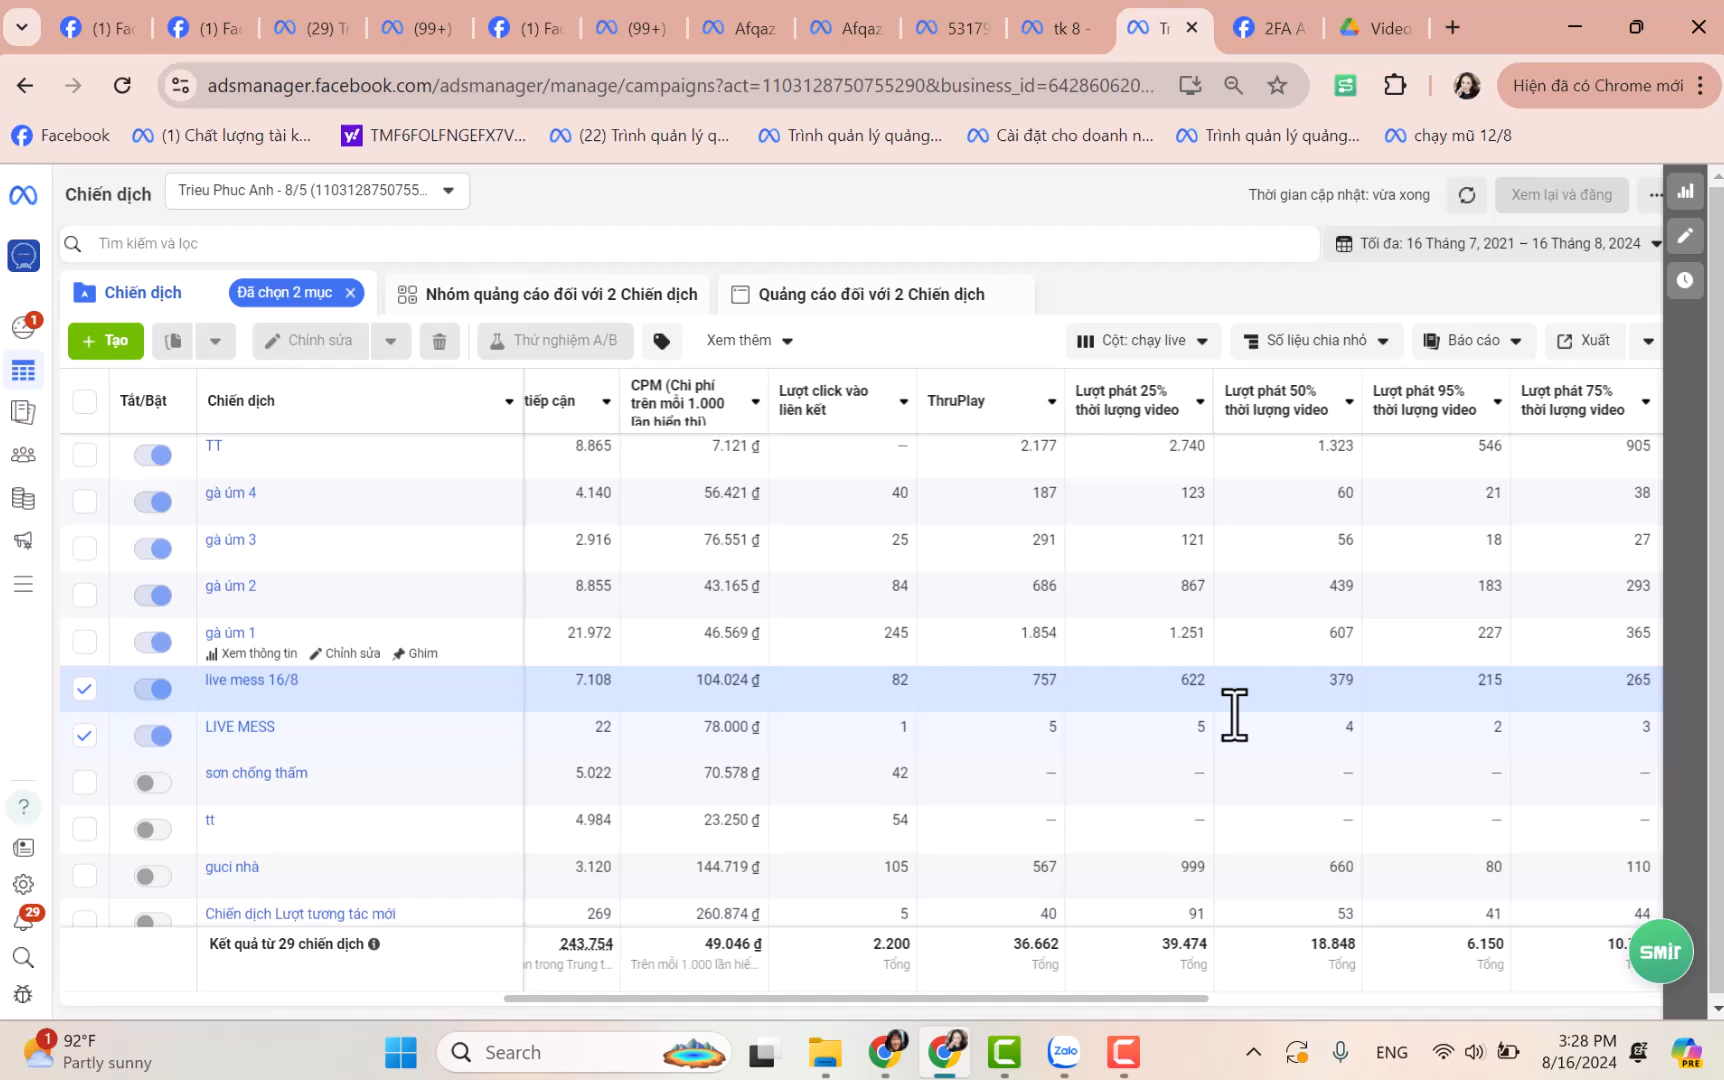 (1) Fac
(1) Fac
(29) T
(99+)
(1) Fac
(99+)
Afqaz
Afqaz
53179
tk 8 -
Tr
2FA A
Video
adsmanager.facebook.com/adsmanager/manage/campaigns?act=1103128750755290&business_id=642860620...
Hiện đã có Chrome mới
Facebook
(1) Chất lượng tài k...
TMF6FOLFNGEFX7V...
(22) Trình quản lý q...
Trình quản lý quảng...
Cài đặt cho doanh n...
Trình quản lý quảng...
chạy mũ 12/8
Chiến dịch
Trieu Phuc Anh - 8/5 (1103128750755...
Thời gian cập nhật: vừa xong
Xem lại và đăng
Tìm kiếm và lọc
Tối đa: 16 Tháng 7, 2021 – 16 Tháng 8, 2024
Chiến dịch
Đã chọn 2 mục
Nhóm quảng cáo đối với 2 Chiến dịch
Quảng cáo đối với 2 Chiến dịch
+ Tạo
Chỉnh sửa
Thử nghiệm A/B
Xem thêm
Cột: chạy live
Số liệu chia nhỏ
Báo cáo
Xuất
Tắt/Bật
Chiến dịch
tiếp cận
CPM (Chi phí
trên mỗi 1.000
lần hiển thị)
Lượt click vào
liên kết
ThruPlay
Lượt phát 25%
thời lượng video
Lượt phát 50%
thời lượng video
Lượt phát 95%
thời lượng video
Lượt phát 75%
thời lượng video
TT 8.865 7.121 ₫ — 2.177 2.740 1.323 546 905
gà úm 4 4.140 56.421 ₫ 40 187 123 60 21 38
gà úm 3 2.916 76.551 ₫ 25 291 121 56 18 27
gà úm 2 8.855 43.165 ₫ 84 686 867 439 183 293
gà úm 1 21.972 46.569 ₫ 245 1.854 1.251 607 227 365
Xem thông tin Chỉnh sửa Ghim
live mess 16/8 7.108 104.024 ₫ 82 757 622 379 215 265
LIVE MESS 22 78.000 ₫ 1 5 5 4 2 3
sơn chống thấm 5.022 70.578 ₫ 42 — — — — —
tt 4.984 23.250 ₫ 54 — — — — —
guci nhà 3.120 144.719 ₫ 105 567 999 660 80 110
Chiến dịch Lượt tương tác mới 269 260.874 ₫ 5 40 91 53 41 44
Kết quả từ 29 chiến dịch 243.754 49.046 ₫ 2.200 36.662 39.474 18.848 6.150 10.
n trong Trung t... Trên mỗi 1.000 lần hiể... Tổng Tổng Tổng Tổng Tổng
1
29
?
smir
1
92°F
Partly sunny
Search
Zalo
ENG
3:28 PM
8/16/2024
PRE